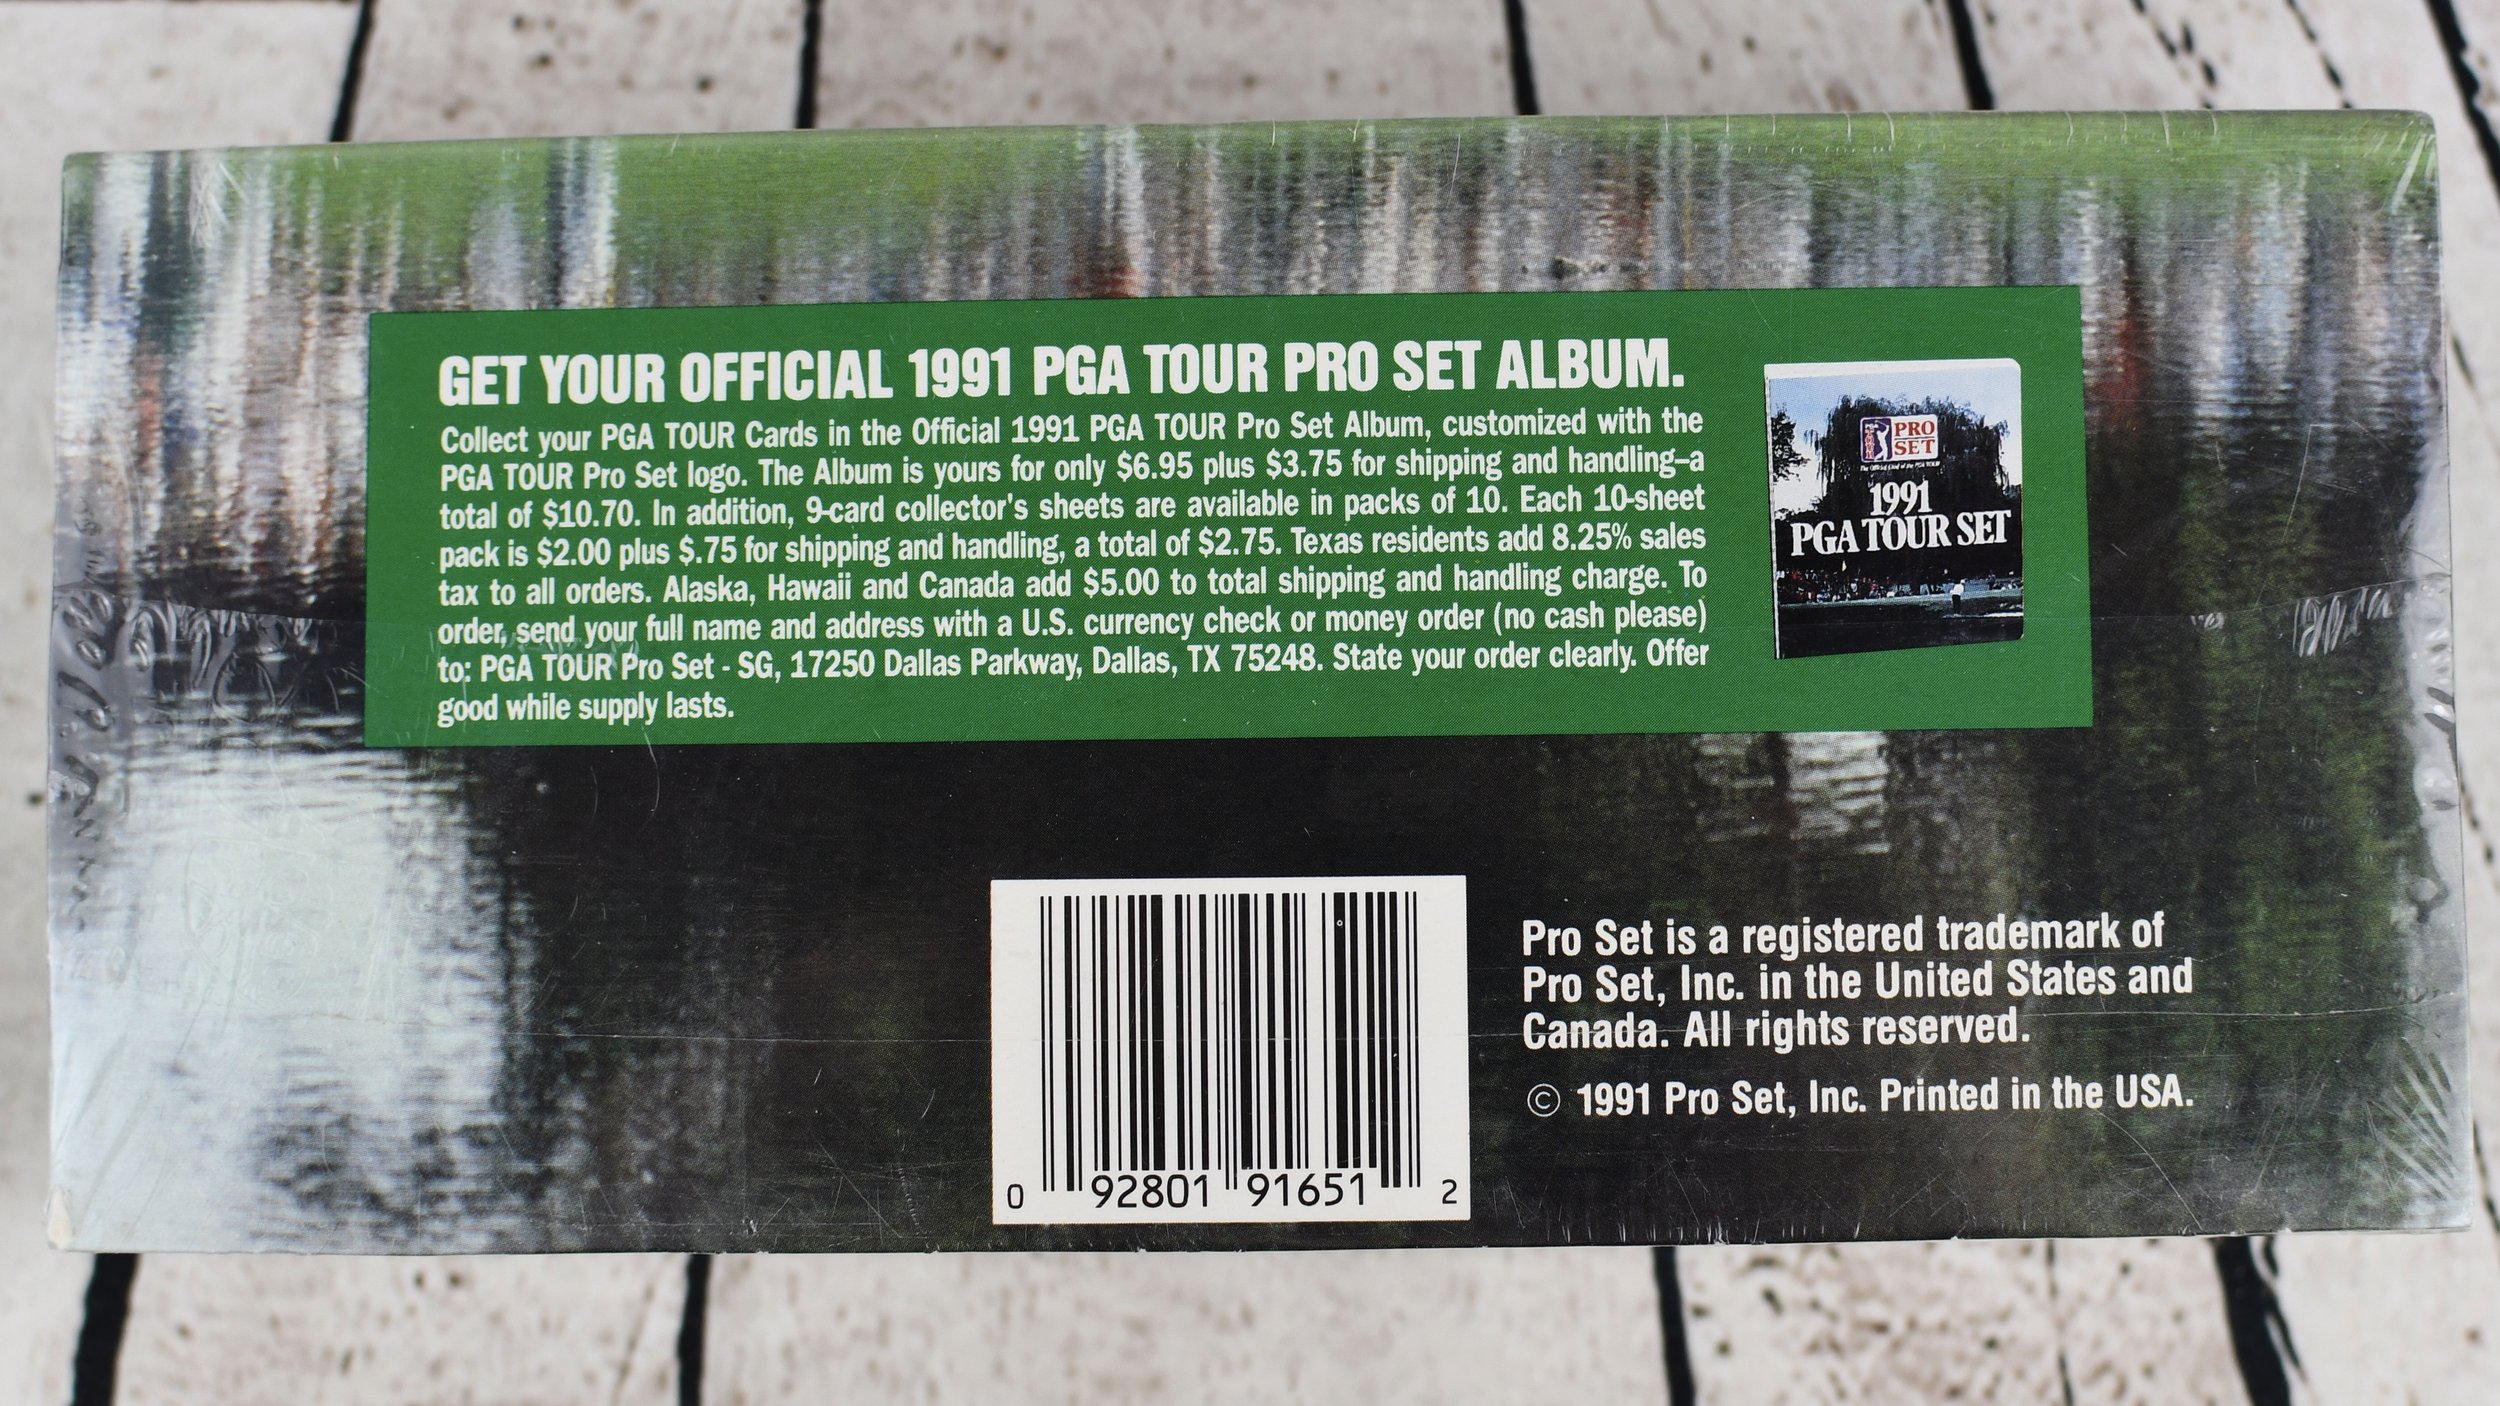 GET YOUR OFFICIAL 1991 PGA TOUR PRO SET ALBUM.
Collect your PGA TOUR Cards in the Official 1991 PGA TOUR Pro Set Album, customized with the
PGA TOUR Pro Set logo. The Album is yours for only $6.95 plus $3.75 for shipping and handling–a
total of $10.70. In addition, 9-card collector's sheets are available in packs of 10. Each 10-sheet
pack is $2.00 plus $.75 for shipping and handling, a total of $2.75. Texas residents add 8.25% sales
tax to all orders. Alaska, Hawaii and Canada add $5.00 to total shipping and handling charge. To
order, send your full name and address with a U.S. currency check or money order (no cash please)
to: PGA TOUR Pro Set - SG, 17250 Dallas Parkway, Dallas, TX 75248. State your order clearly. Offer
good while supply lasts.
PRO
SET
The Official Card of the PGA TOUR
1991
PGA TOUR SET
0 92801 91651 2
Pro Set is a registered trademark of
Pro Set, Inc. in the United States and
Canada. All rights reserved.
© 1991 Pro Set, Inc. Printed in the USA.